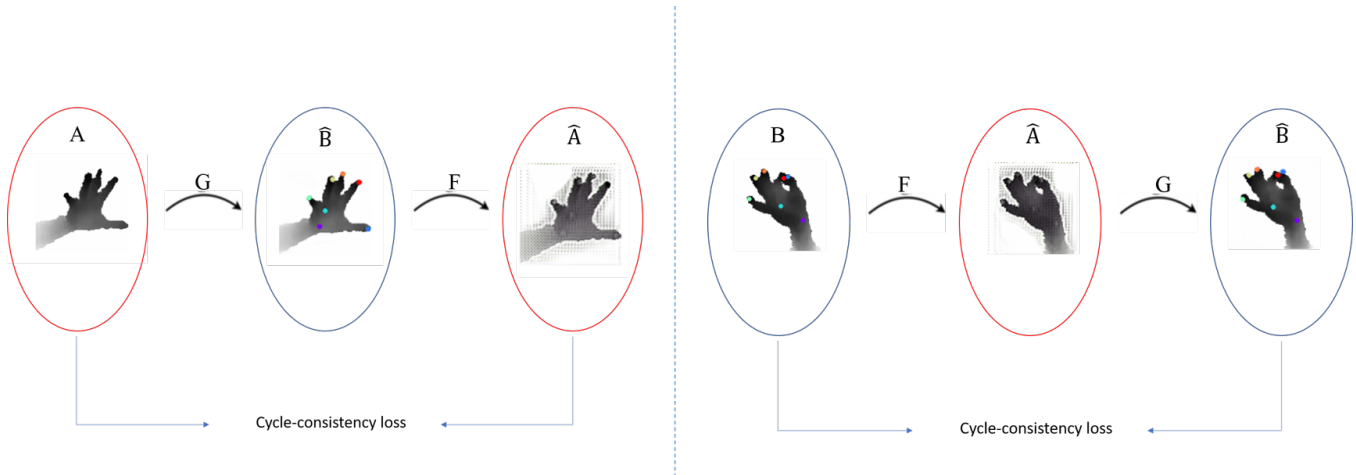 A
G
B̂
F
Â
Cycle-consistency loss
B
F
Â
G
B̂
Cycle-consistency loss